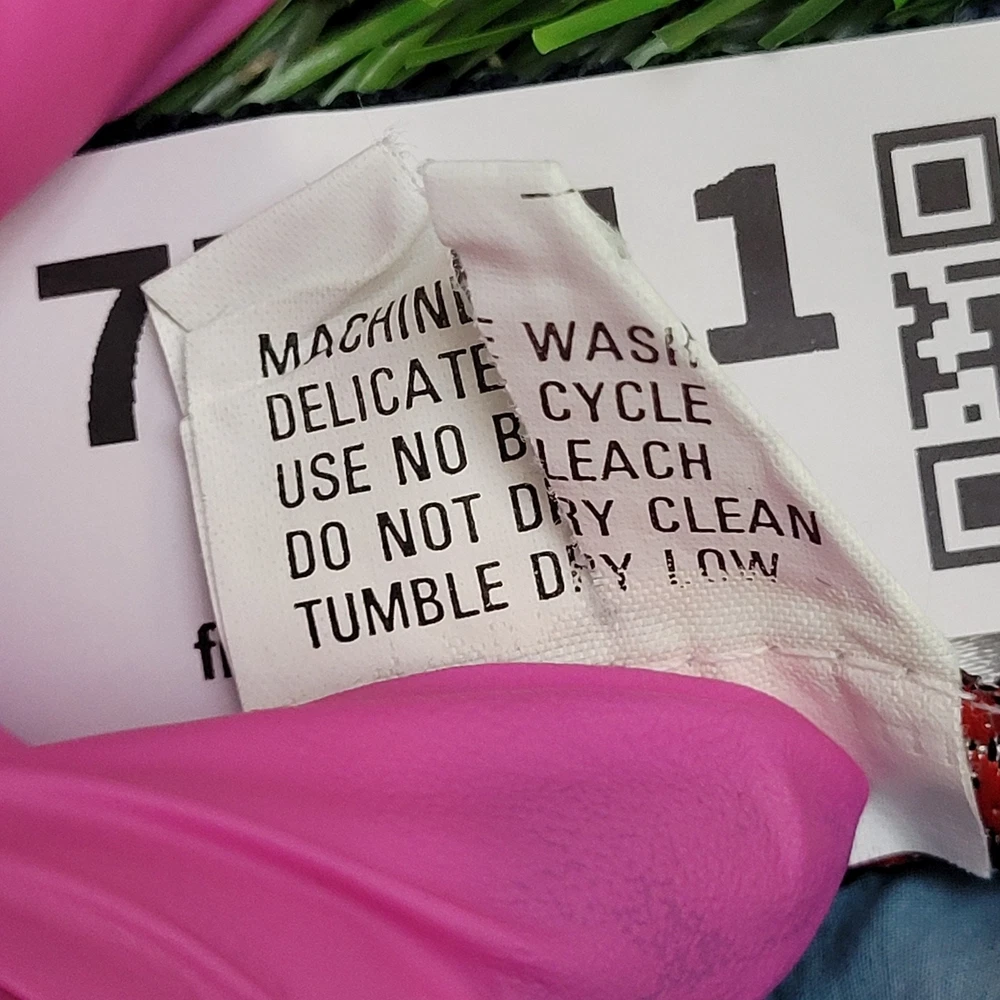 MACHINE WASH
DELICATE CYCLE
USE NO BLEACH
DO NOT DRY CLEAN
TUMBLE DRY LOW